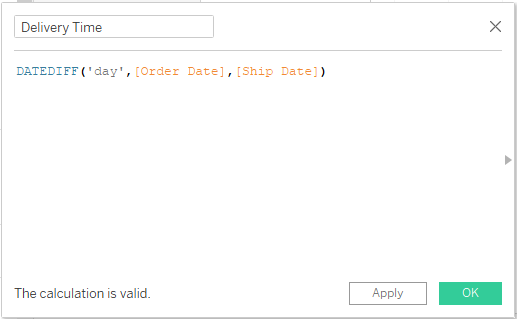 Delivery Time
DATEDIFF('day',[Order Date],[Ship Date])
The calculation is valid.
Apply
OK